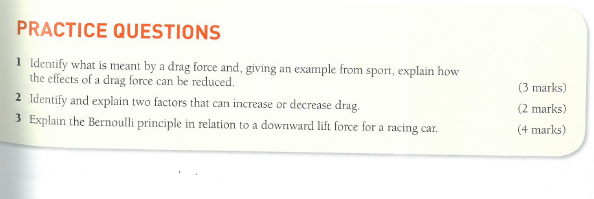 PRACTICE QUESTIONS
1 Identify what is meant by a drag force and, giving an example from sport, explain how
the effects of a drag force can be reduced. (3 marks)
2 Identify and explain two factors that can increase or decrease drag. (2 marks)
3 Explain the Bernoulli principle in relation to a downward lift force for a racing car. (4 marks)